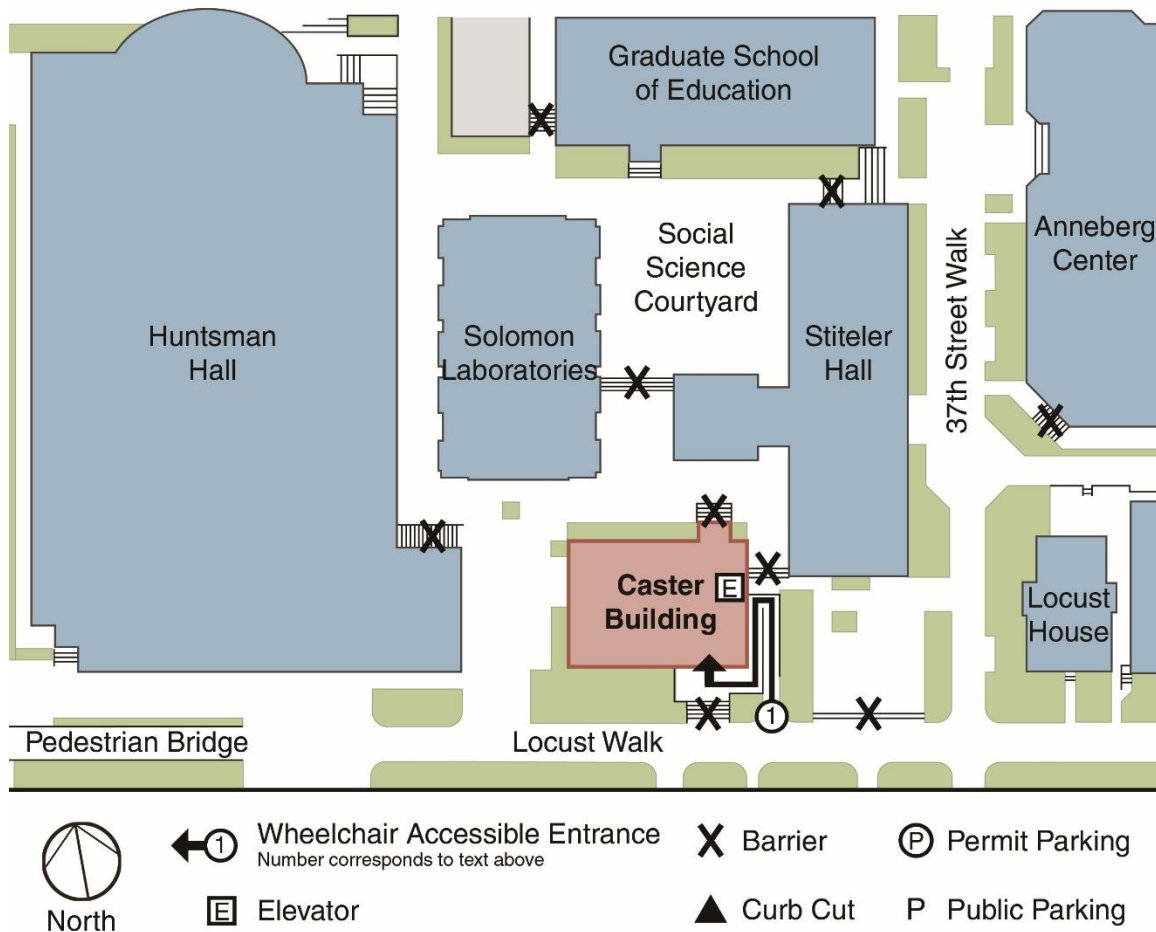 Graduate School
of Education
Anneberg
Center
Social
Science
Courtyard
37th Street Walk
Huntsman
Hall
Solomon
Laboratories
Stiteler
Hall
E
Caster
Building
Locust
House
1
Pedestrian Bridge
Locust Walk
North
1 Wheelchair Accessible Entrance
Number corresponds to text above
E Elevator
Barrier
Curb Cut
P Permit Parking
P Public Parking